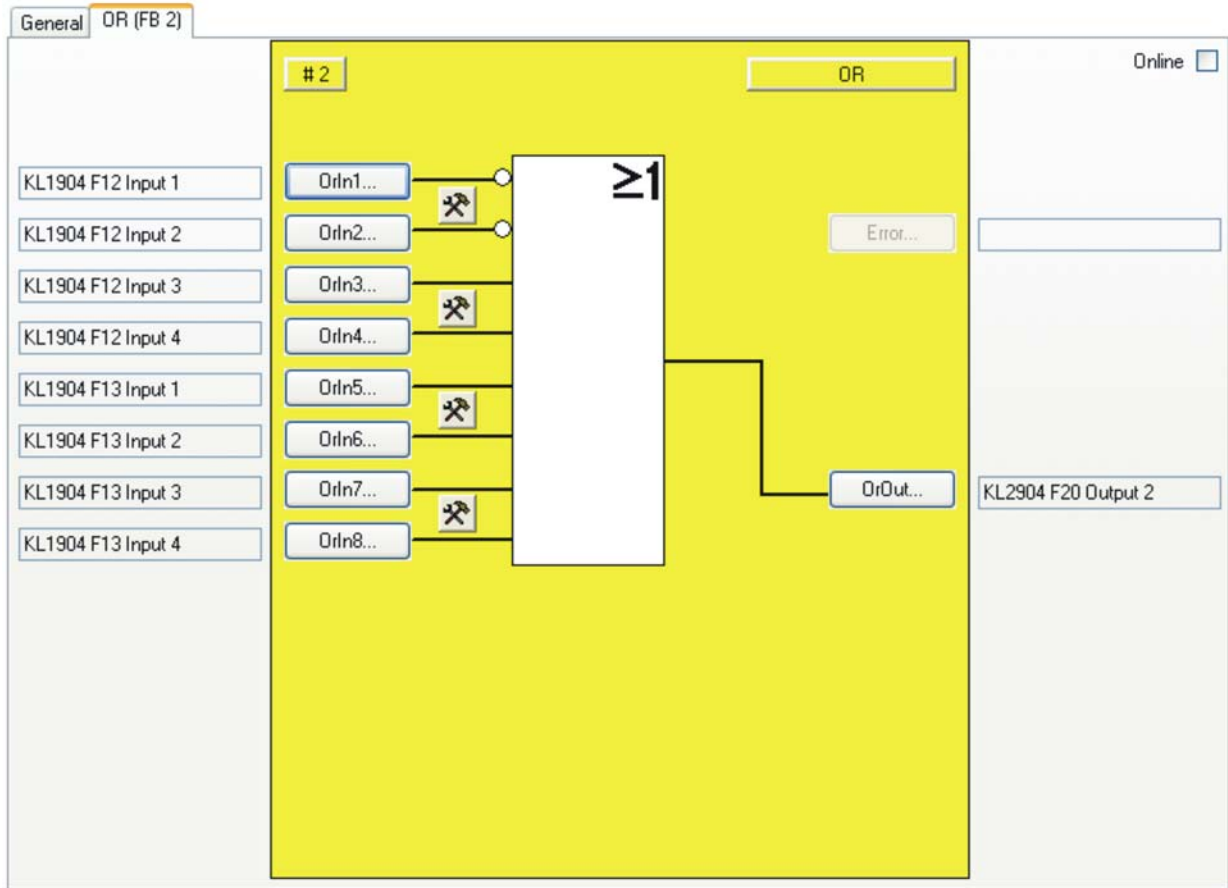 General OR (FB 2)
Online
#2 OR
≥1
KL1904 F12 Input 1 OrIn1...
KL1904 F12 Input 2 OrIn2... Error...
KL1904 F12 Input 3 OrIn3...
KL1904 F12 Input 4 OrIn4...
KL1904 F13 Input 1 OrIn5...
KL1904 F13 Input 2 OrIn6...
KL1904 F13 Input 3 OrIn7... OrOut... KL2904 F20 Output 2
KL1904 F13 Input 4 OrIn8...